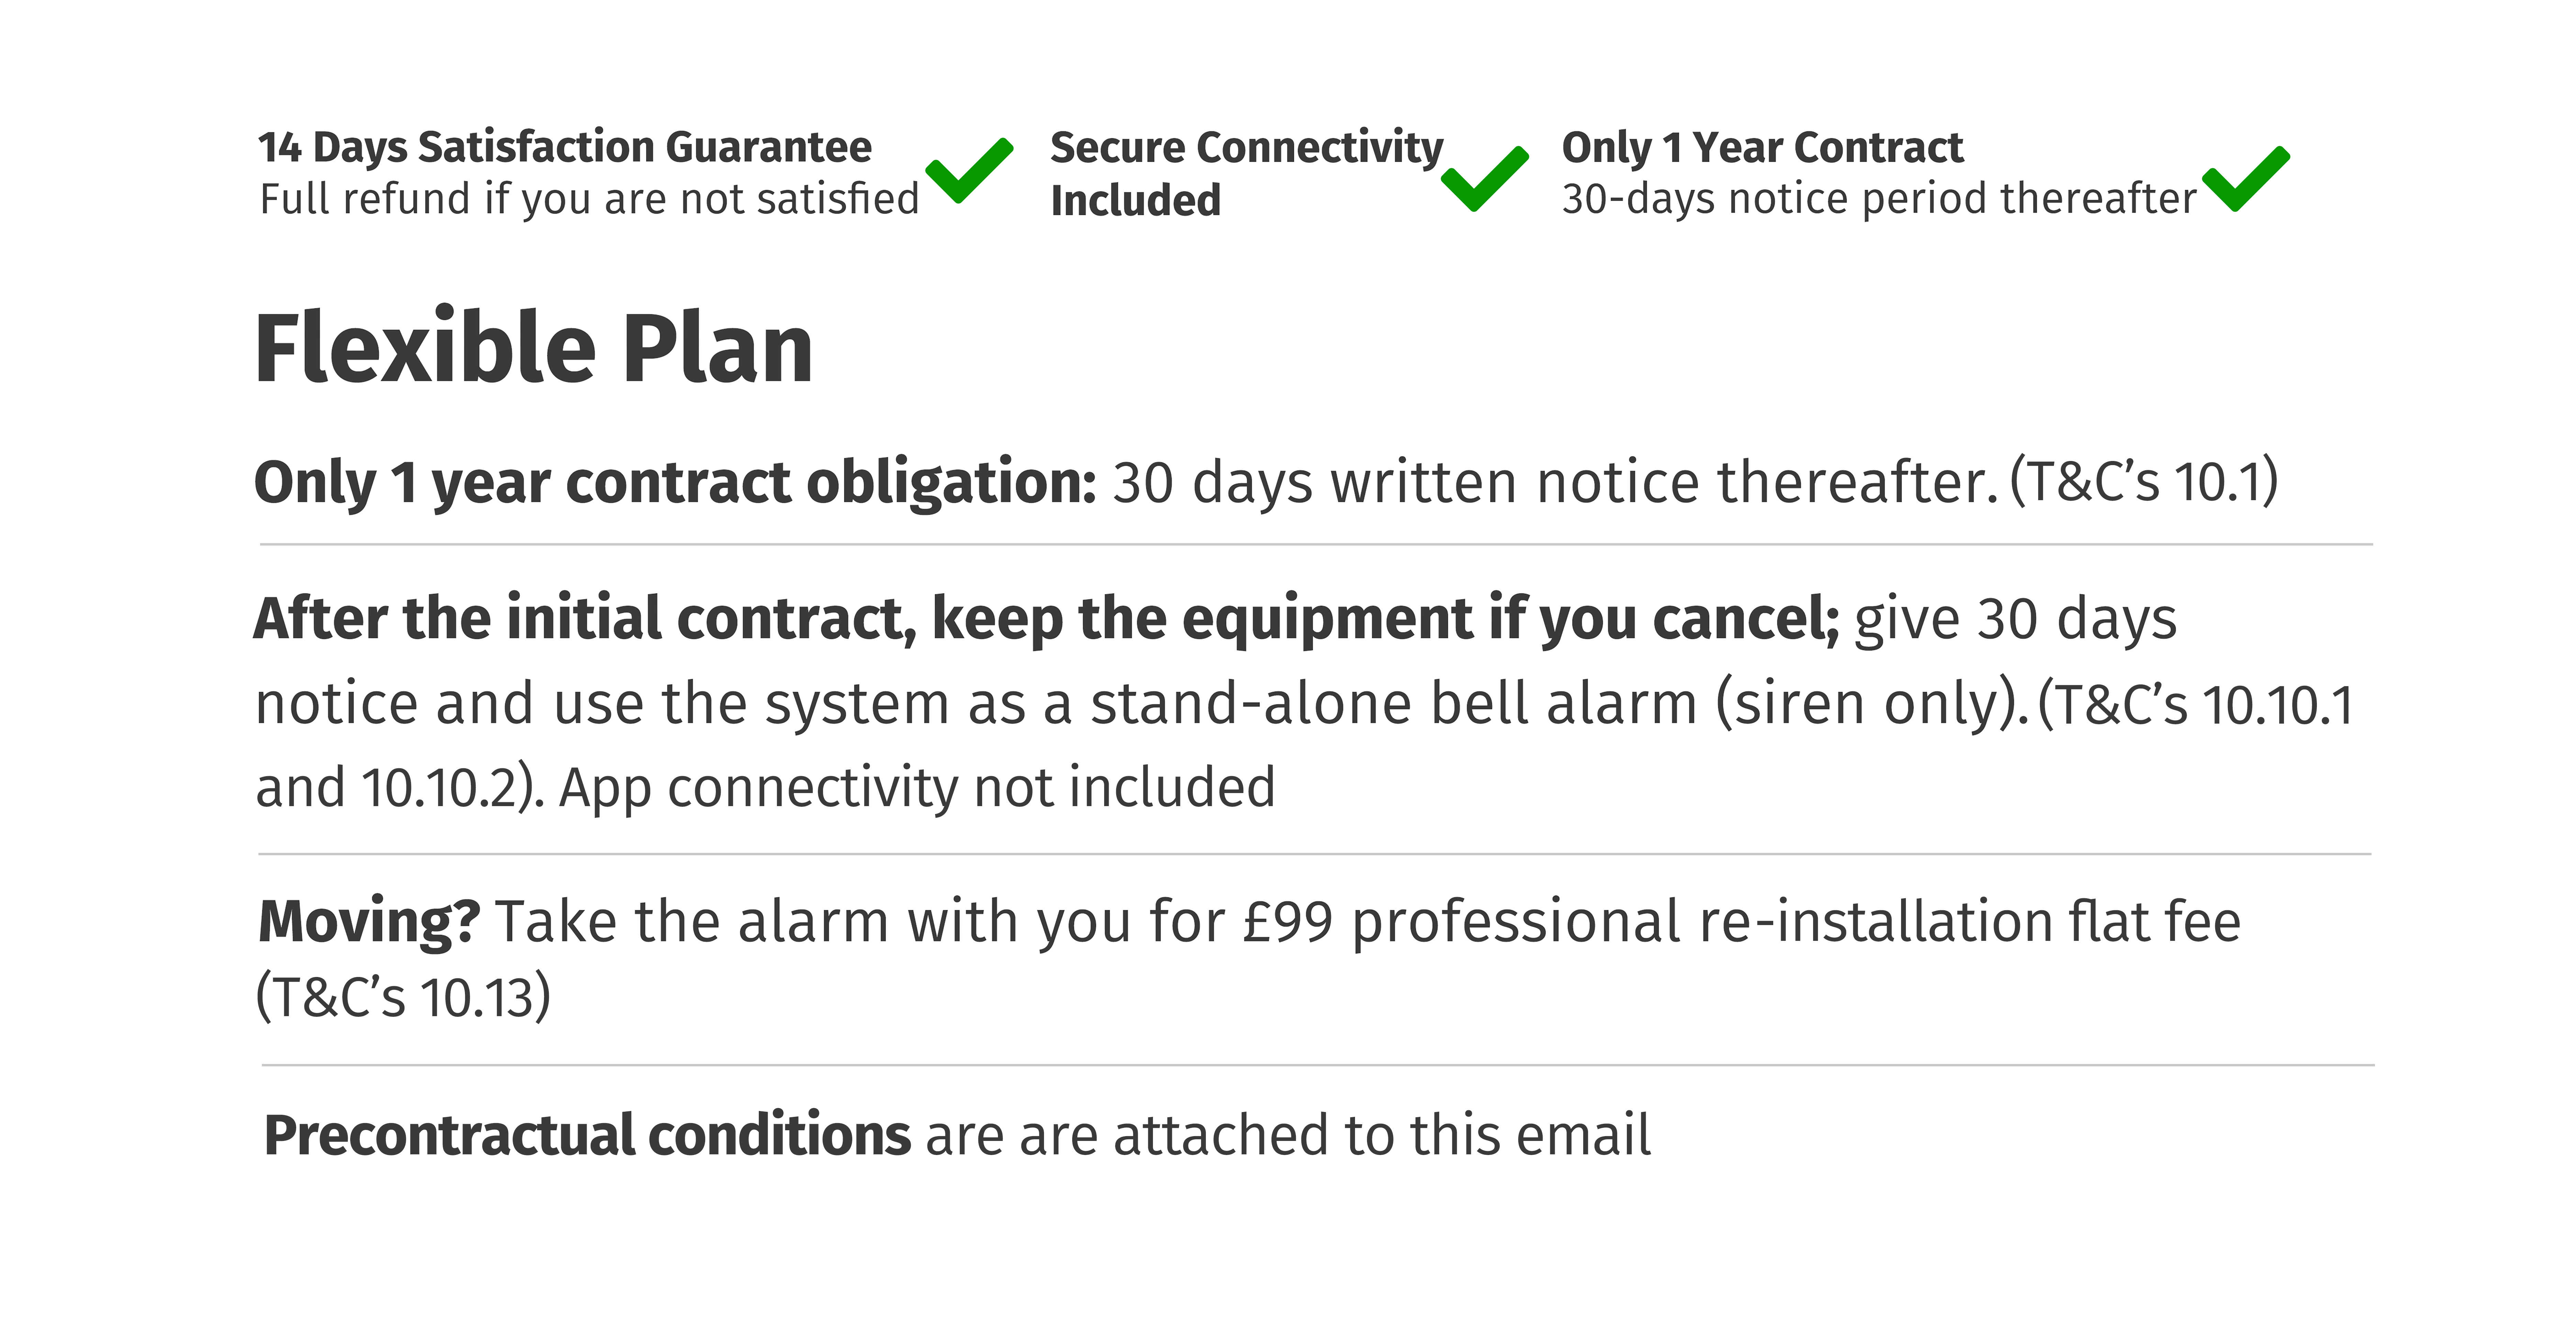 14 Days Satisfaction Guarantee
Full refund if you are not satisfied
Secure Connectivity
Included
Only 1 Year Contract
30-days notice period thereafter
Flexible Plan
Only 1 year contract obligation: 30 days written notice thereafter. (T&C’s 10.1)
After the initial contract, keep the equipment if you cancel; give 30 days
notice and use the system as a stand-alone bell alarm (siren only). (T&C’s 10.10.1
and 10.10.2). App connectivity not included
Moving? Take the alarm with you for £99 professional re-installation flat fee
(T&C’s 10.13)
Precontractual conditions are are attached to this email